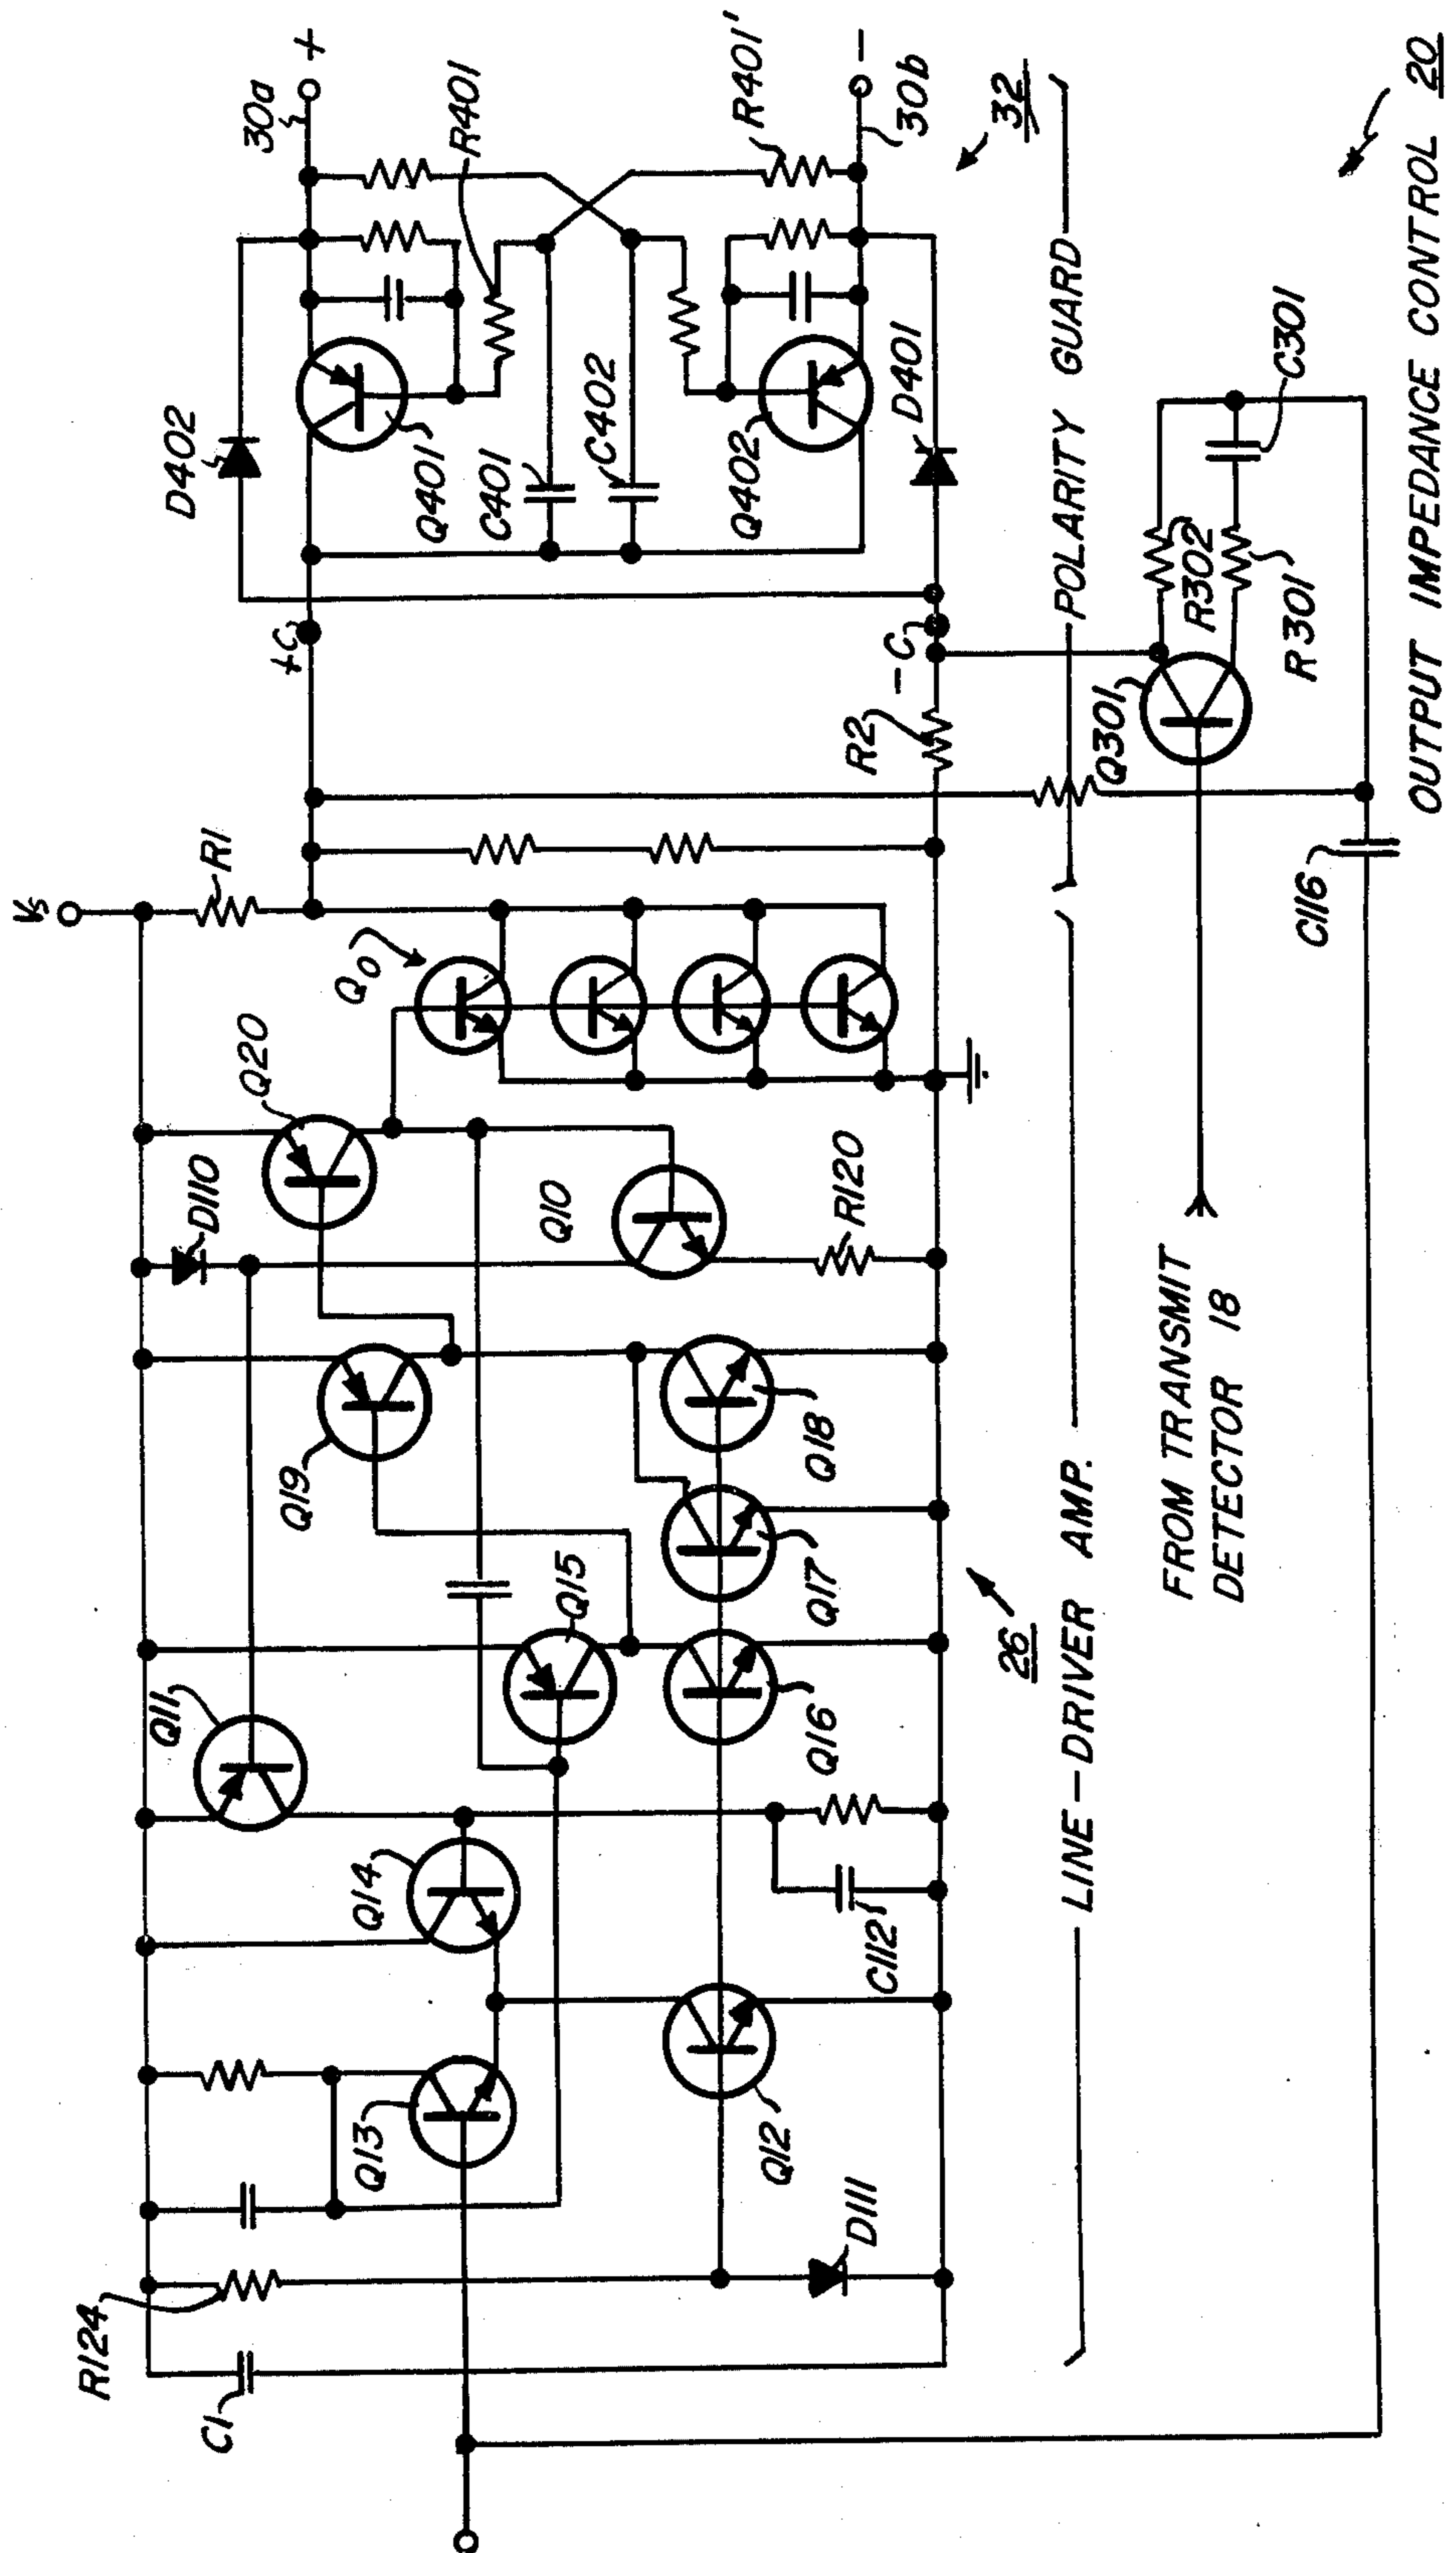 Vs
R124
C1
Q13
Q14
Q11
Q19
D110
Q20
Q0
R1
+C
D402
30a
+
Q401
R401
C401
C402
Q402
R401'
30b
−
D401
Q15
Q10
R120
R2
−C
Q12
D111
C112
Q16
Q17
Q18
26
32
LINE-DRIVER AMP.
POLARITY GUARD
FROM TRANSMIT
DETECTOR 18
Q301
R302
R301
C301
C116
OUTPUT IMPEDANCE CONTROL 20